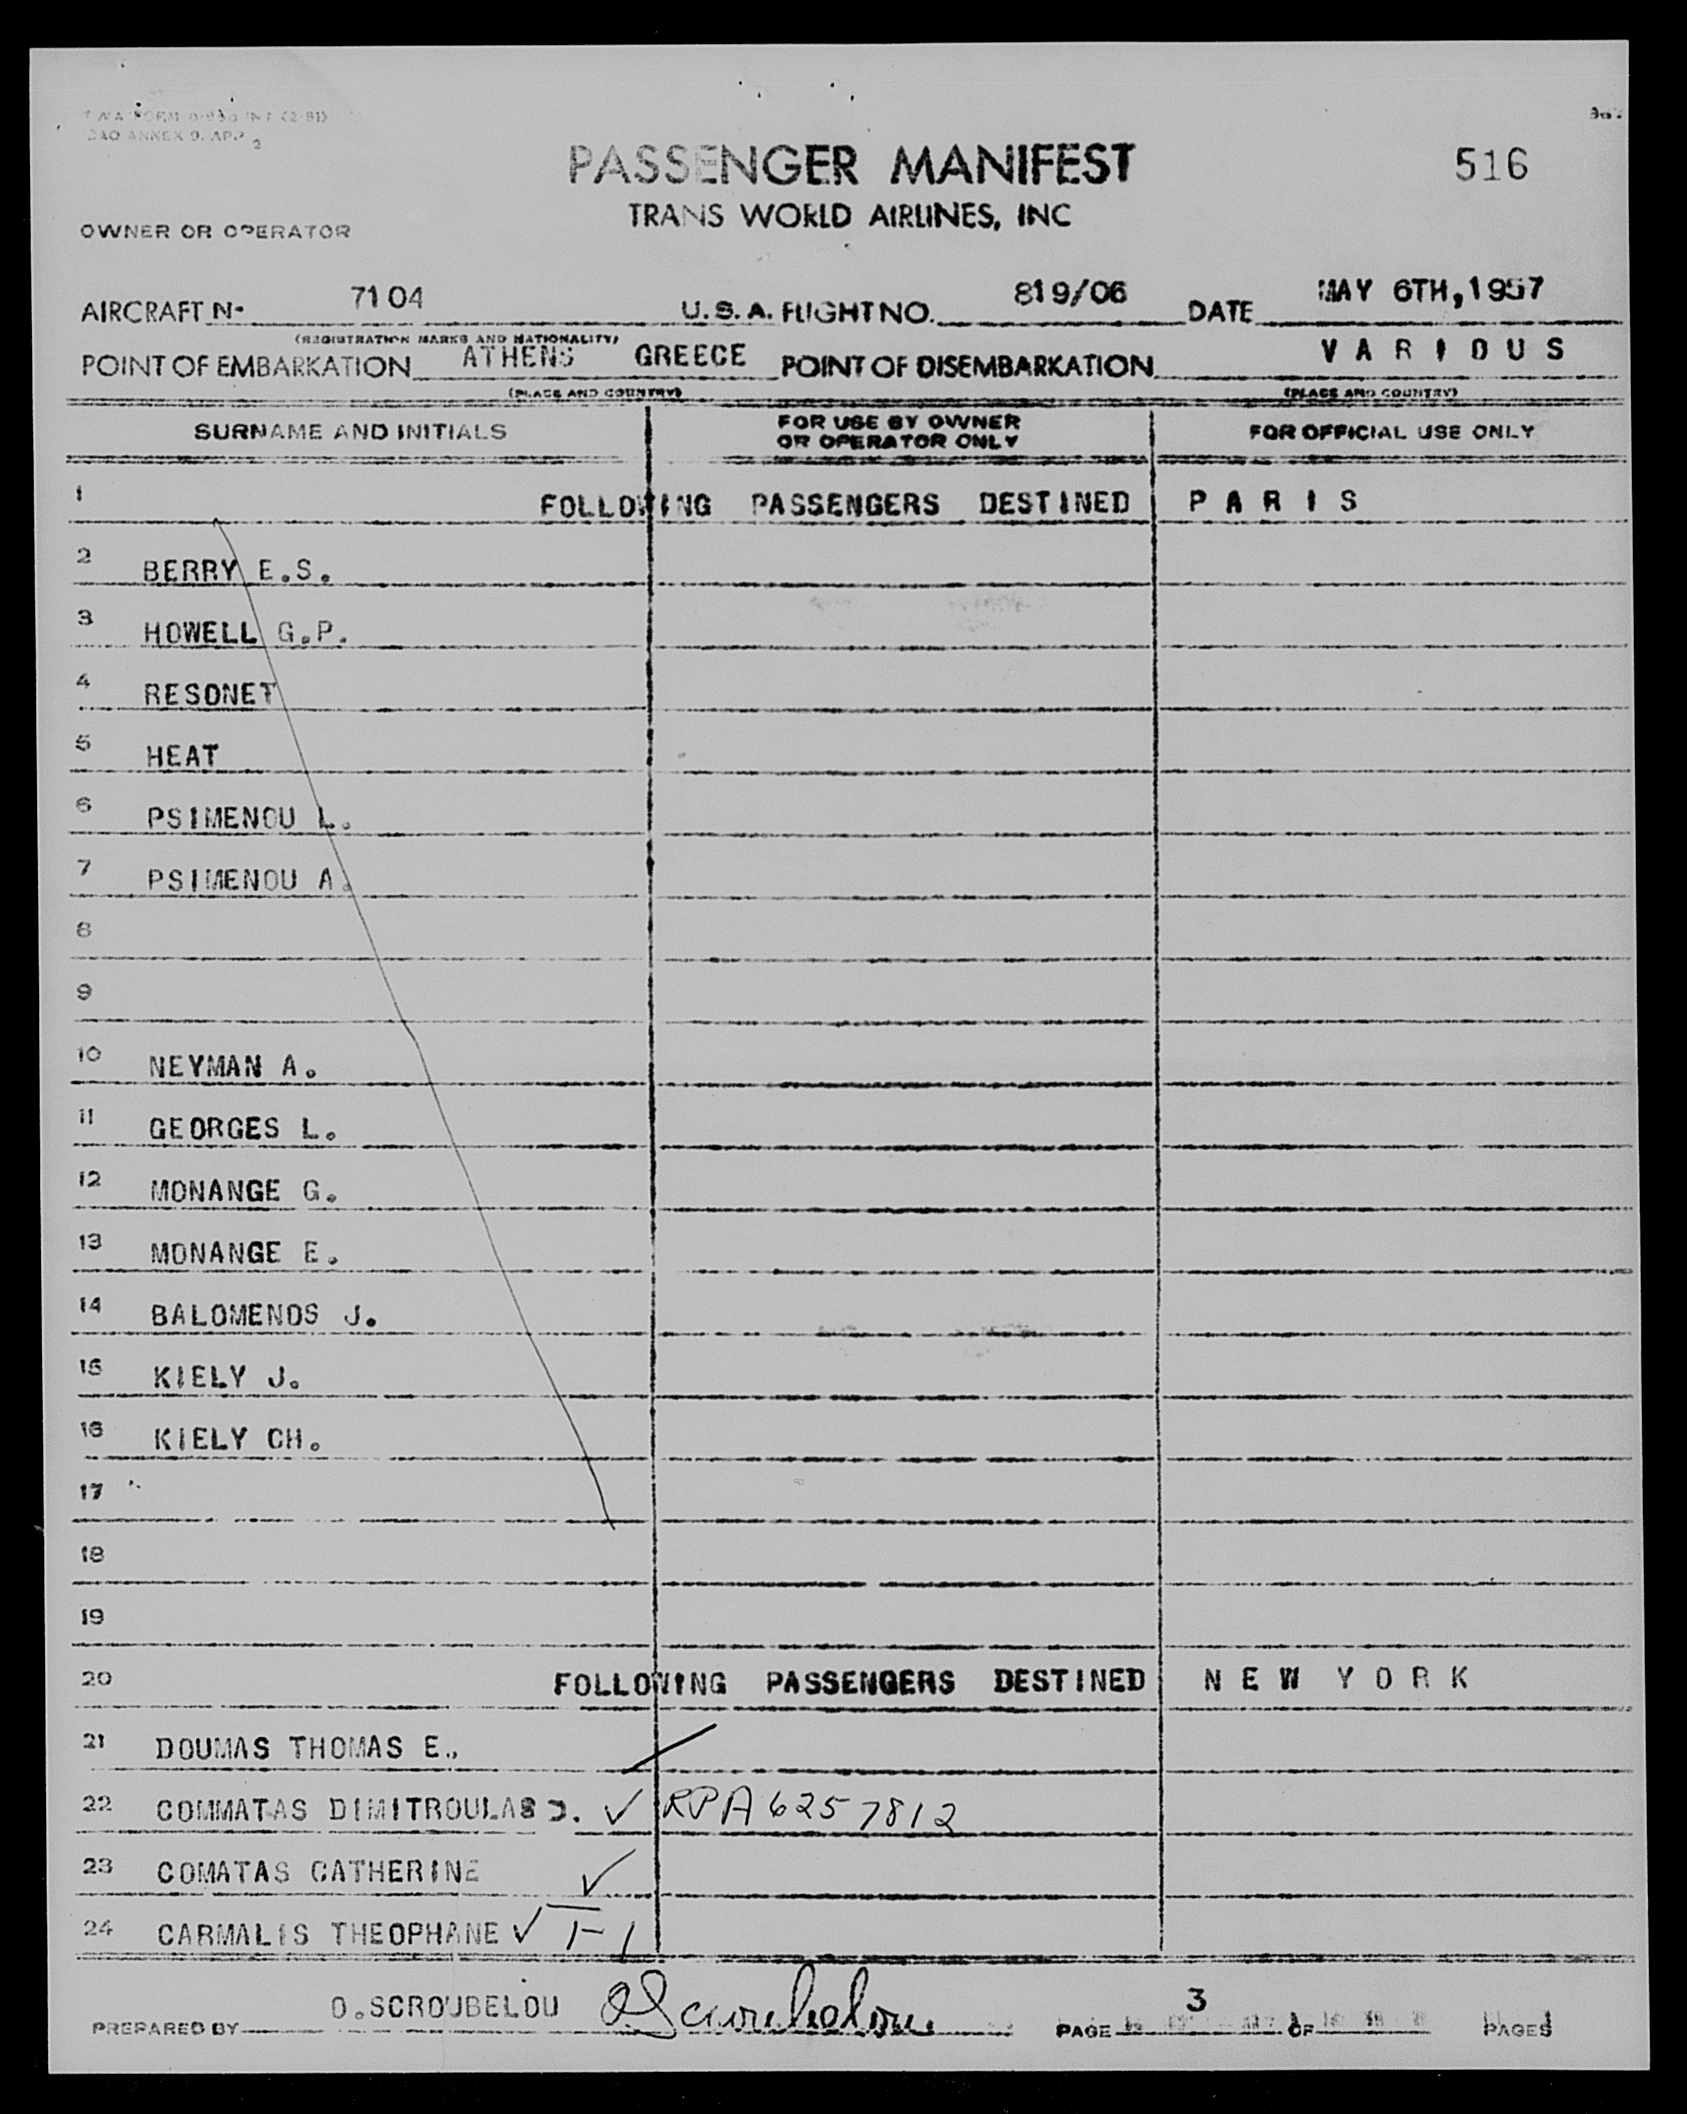 PASSENGER MANIFEST
516
TRANS WORLD AIRLINES, INC
OWNER OR OPERATOR
AIRCRAFT No 7104 U.S.A. FLIGHT NO. 819/06 DATE MAY 6TH,1957
(REGISTRATION MARKS AND NATIONALITY)
POINT OF EMBARKATION ATHENS GREECE POINT OF DISEMBARKATION VARIOUS
(PLACE AND COUNTRY) (PLACE AND COUNTRY)
SURNAME AND INITIALS FOR USE BY OWNER OR OPERATOR ONLY FOR OFFICIAL USE ONLY
1 FOLLOWING PASSENGERS DESTINED PARIS
2 BERRY E.S.
3 HOWELL G.P.
4 RESONET
5 HEAT
6 PSIMENOU L.
7 PSIMENOU A.
8
9
10 NEYMAN A.
11 GEORGES L.
12 MONANGE G.
13 MONANGE E.
14 BALOMENOS J.
15 KIELY J.
16 KIELY CH.
17
18
19
20 FOLLOWING PASSENGERS DESTINED NEW YORK
21 DOUMAS THOMAS E.,
22 COMMATAS DIMITROULAS D. ✓ RPA 6257812
23 COMATAS CATHERINE ✓
24 CARMALIS THEOPHANE ✓ T-1
PREPARED BY O.SCROUBELOU O.Scroubelou PAGE OF 3 PAGES